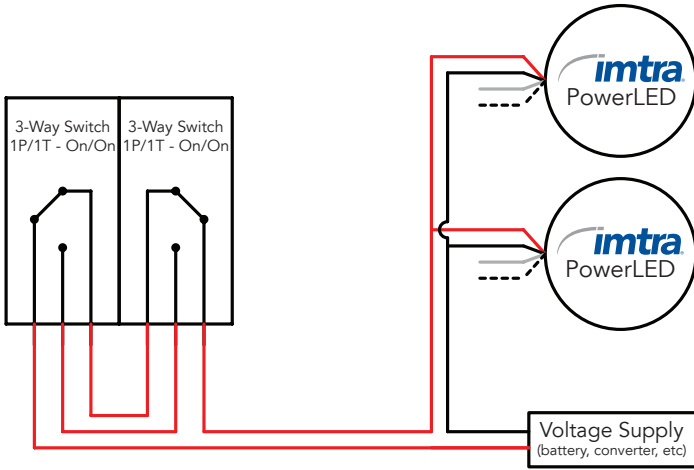 imtra
PowerLED
3-Way Switch
1P/1T - On/On
3-Way Switch
1P/1T - On/On
imtra
PowerLED
Voltage Supply
(battery, converter, etc)